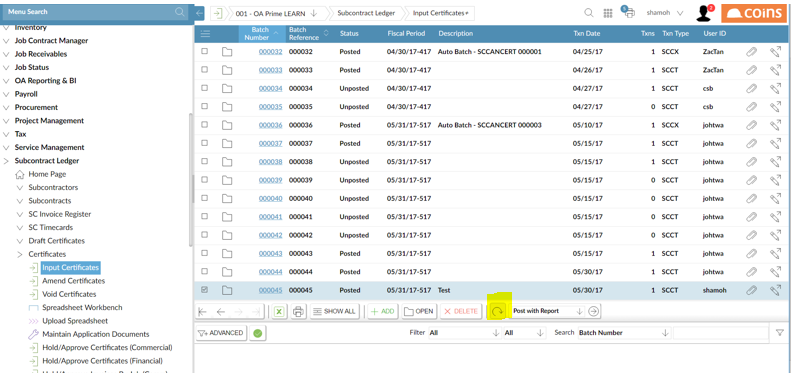 Menu Search
001 - OA Prime LEARN
Subcontract Ledger
Input Certificates+
5
shamoh
2
coins
Inventory
Job Contract Manager
Job Receivables
Job Status
OA Reporting & BI
Payroll
Procurement
Project Management
Tax
Service Management
Subcontract Ledger
Home Page
Subcontractors
Subcontracts
SC Invoice Register
SC Timecards
Draft Certificates
Certificates
Input Certificates
Amend Certificates
Void Certificates
Spreadsheet Workbench
Upload Spreadsheet
Maintain Application Documents
Hold/Approve Certificates (Commercial)
Hold/Approve Certificates (Financial)
Batch Number Batch Reference Status Fiscal Period Description Txn Date Txns Txn Type User ID
000032 000032 Posted 04/30/17-417 Auto Batch - SCCANCERT 000001 04/25/17 1 SCCX ZacTan
000033 000033 Posted 04/30/17-417 04/26/17 1 SCCT ZacTan
000034 000034 Unposted 04/30/17-417 04/27/17 1 SCCT csb
000035 000035 Unposted 04/30/17-417 04/27/17 0 SCCT csb
000036 000036 Posted 05/31/17-517 Auto Batch - SCCANCERT 000003 05/10/17 1 SCCX johtwa
000037 000037 Posted 05/31/17-517 05/15/17 1 SCCT johtwa
000038 000038 Unposted 05/31/17-517 05/15/17 1 SCCT johtwa
000039 000039 Unposted 05/31/17-517 05/15/17 0 SCCT johtwa
000040 000040 Unposted 05/31/17-517 05/15/17 0 SCCT johtwa
000041 000041 Unposted 05/31/17-517 05/15/17 0 SCCT johtwa
000042 000042 Unposted 05/31/17-517 05/15/17 0 SCCT johtwa
000043 000043 Posted 05/31/17-517 05/15/17 1 SCCT johtwa
000044 000044 Posted 05/31/17-517 05/30/17 1 SCCT johtwa
000045 000045 Posted 05/31/17-517 Test 05/30/17 1 SCCT shamoh
SHOW ALL
ADD
OPEN
DELETE
Post with Report
ADVANCED
Filter All
All
Search Batch Number